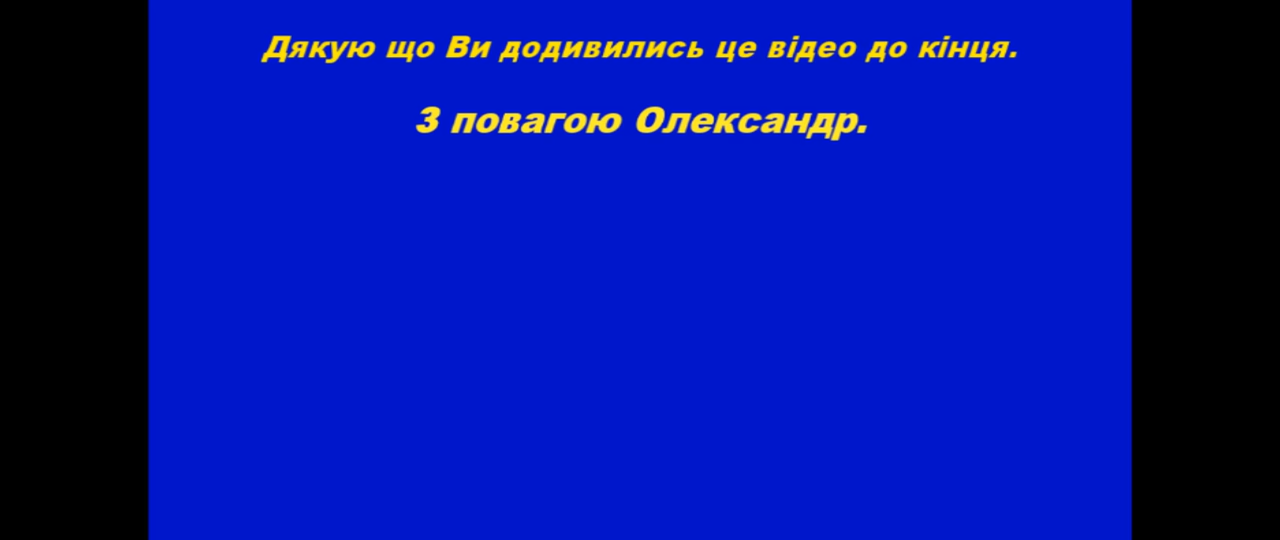 Дякую що Ви додивились це відео до кінця.
З повагою Олександр.